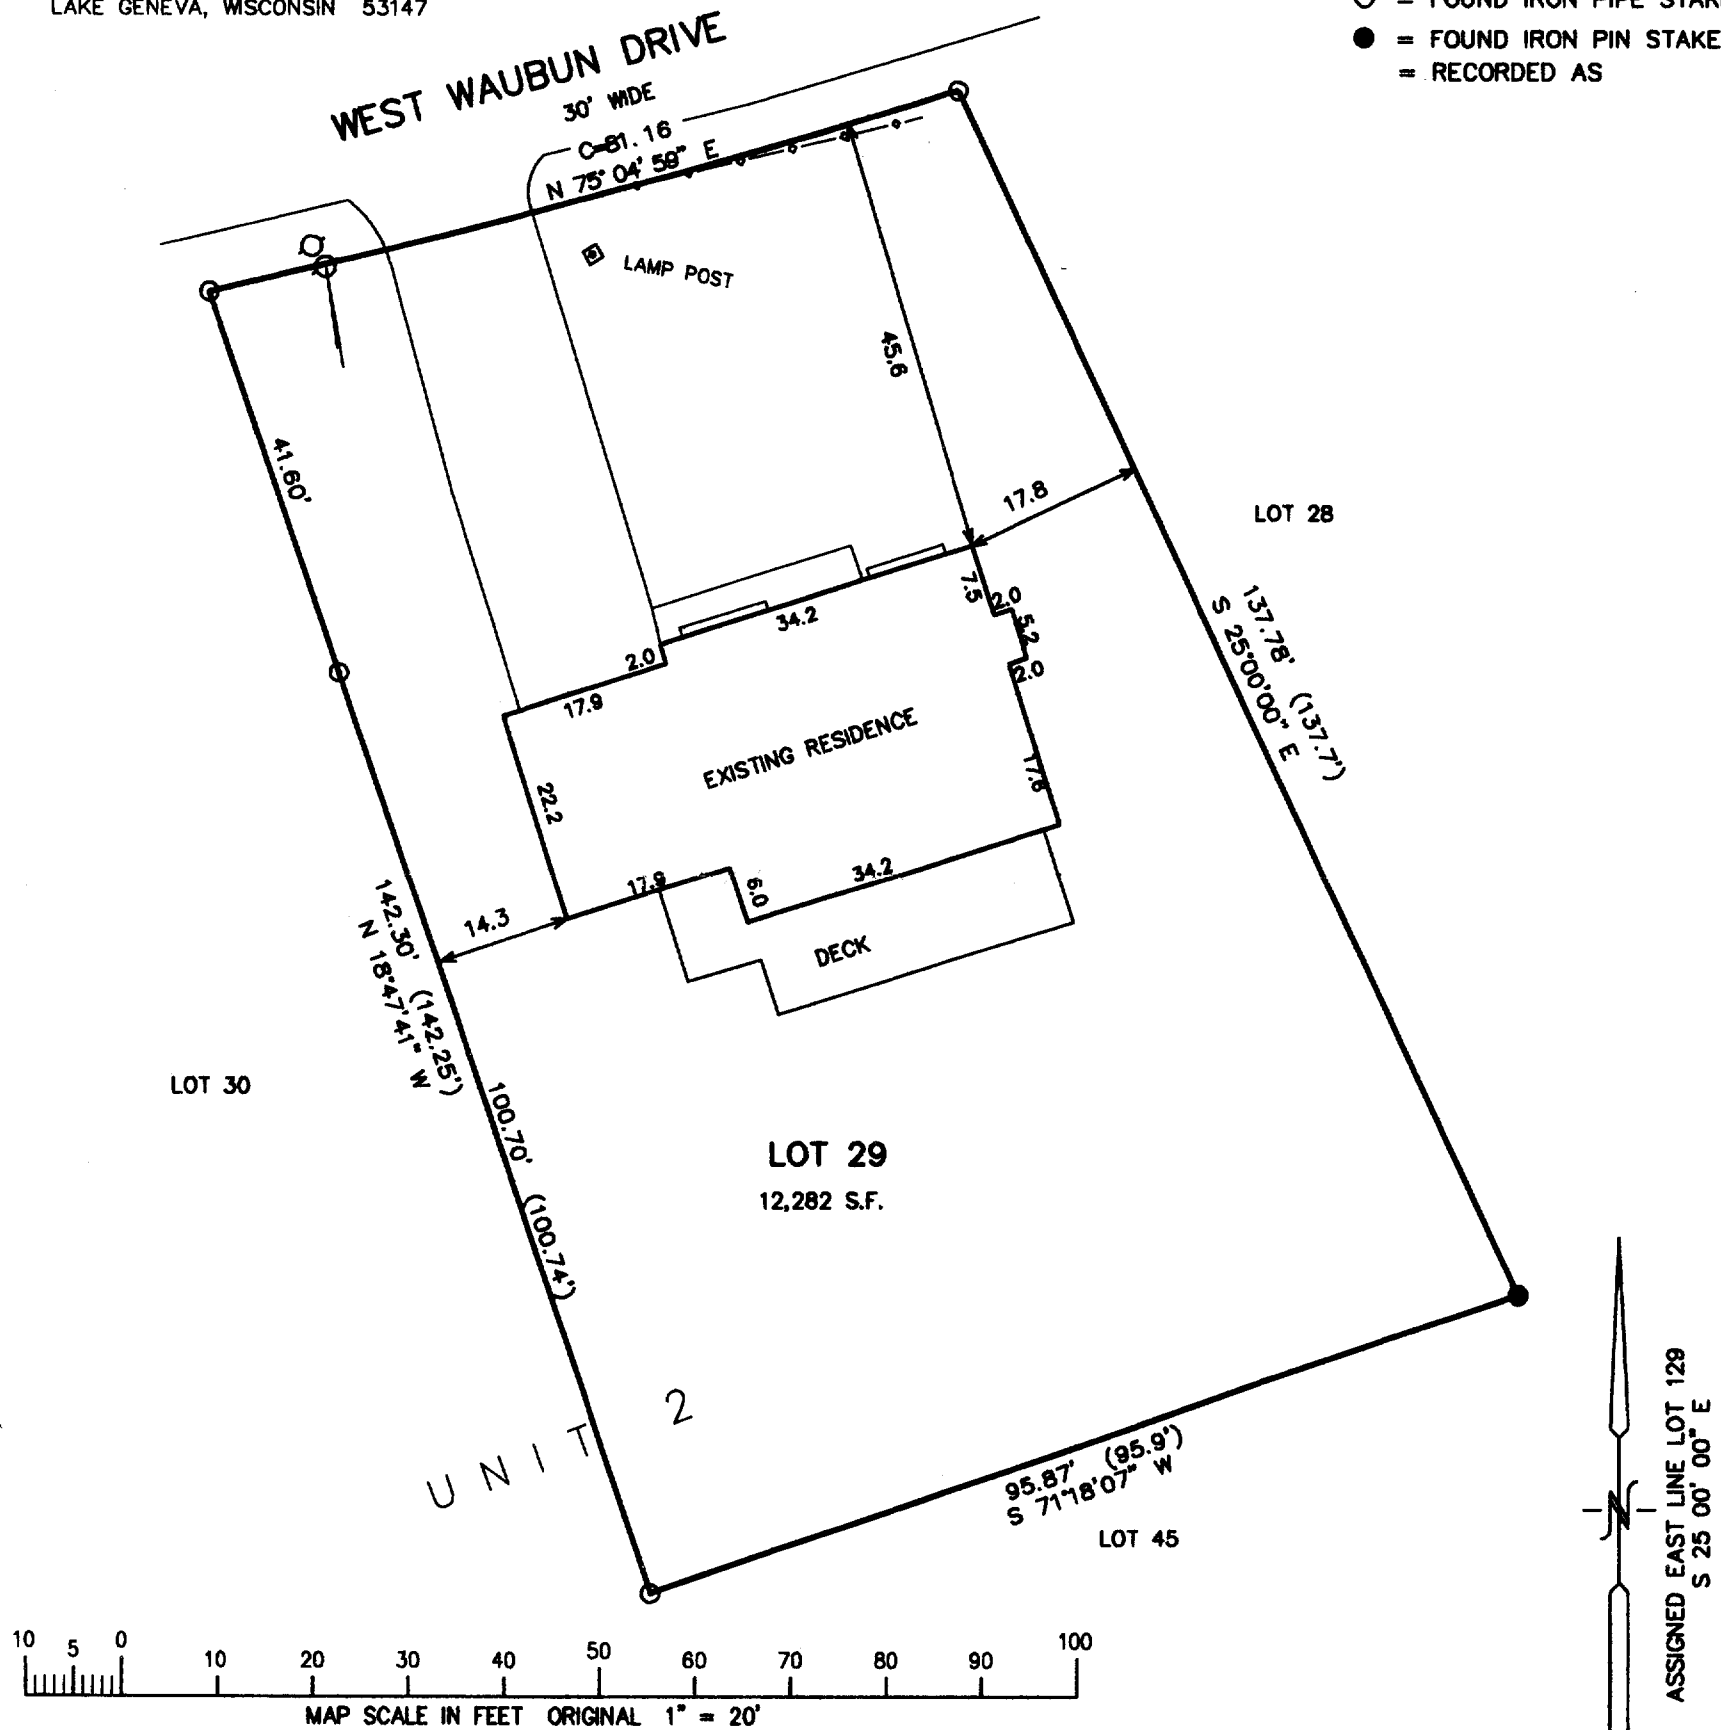 LAKE GENEVA, WISCONSIN 53147
= FOUND IRON PIPE STAKE
= FOUND IRON PIN STAKE
= RECORDED AS
WEST WAUBUN DRIVE
30' WIDE
C=81.16
N 75° 04' 59" E
LAMP POST
45.6
41.60'
17.8
LOT 28
7.5
2.0
5.2
2.0
34.2
2.0
17.9
137.78' (137.7')
S 25°00'00" E
EXISTING RESIDENCE
17.8
22.2
34.2
17.9
6.0
14.3
DECK
142.30' (142.25')
N 18°47'41" W
LOT 30
100.70' (100.74')
LOT 29
12,282 S.F.
UNIT 2
95.87' (95.9')
S 71°18'07" W
LOT 45
N
ASSIGNED EAST LINE LOT 129
S 25 00' 00" E
10 5 0 10 20 30 40 50 60 70 80 90 100
MAP SCALE IN FEET ORIGINAL 1" = 20'